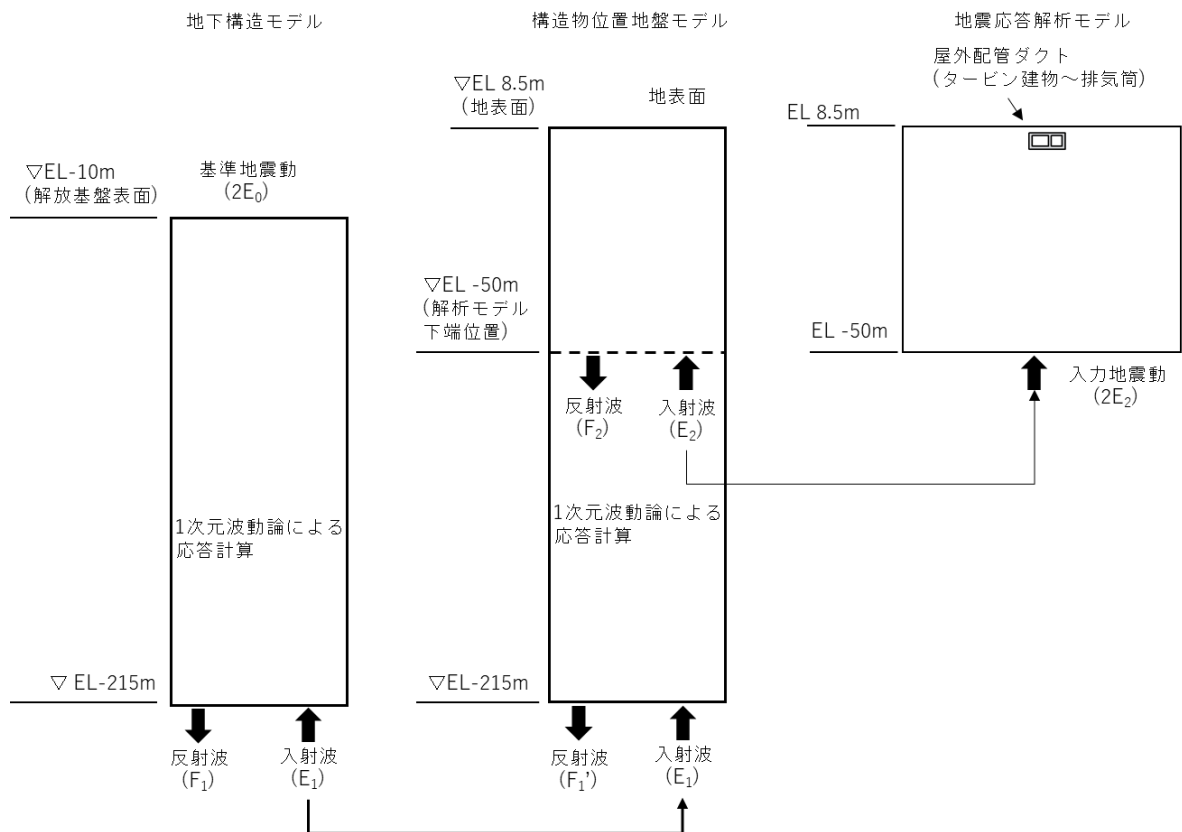 地下構造モデル
▽EL-10m
(解放基盤表面)
基準地震動
(2E₀)
1次元波動論による
応答計算
▽ EL-215m
反射波
(F₁)
入射波
(E₁)
構造物位置地盤モデル
▽EL 8.5m
(地表面)
地表面
▽EL -50m
(解析モデル
下端位置)
反射波
(F₂)
入射波
(E₂)
1次元波動論による
応答計算
▽EL-215m
反射波
(F₁')
入射波
(E₁)
地震応答解析モデル
屋外配管ダクト
(タービン建物～排気筒)
EL 8.5m
EL -50m
入力地震動
(2E₂)